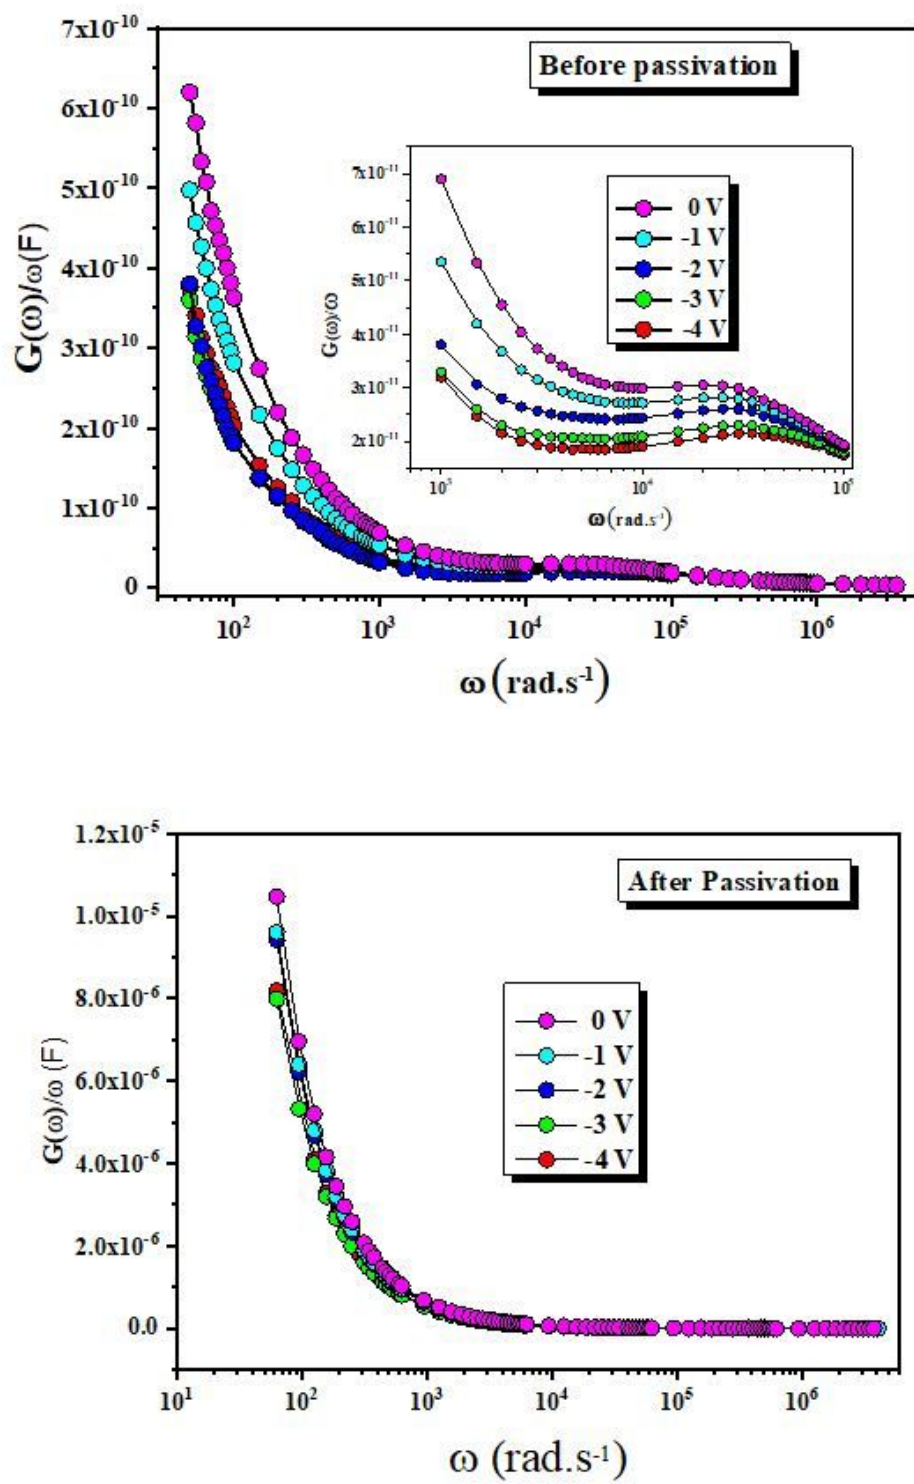 Before passivation
7x10⁻¹⁰
6x10⁻¹⁰
5x10⁻¹⁰
4x10⁻¹⁰
3x10⁻¹⁰
2x10⁻¹⁰
1x10⁻¹⁰
0
G(ω)/ω(F)
10² 10³ 10⁴ 10⁵ 10⁶
ω (rad.s⁻¹)
7x10⁻¹¹
6x10⁻¹¹
5x10⁻¹¹
4x10⁻¹¹
3x10⁻¹¹
2x10⁻¹¹
G(ω)/ω
0 V
-1 V
-2 V
-3 V
-4 V
10³ 10⁴ 10⁵
ω (rad.s⁻¹)
After Passivation
1.2x10⁻⁵
1.0x10⁻⁵
8.0x10⁻⁶
6.0x10⁻⁶
4.0x10⁻⁶
2.0x10⁻⁶
0.0
G(ω)/ω (F)
0 V
-1 V
-2 V
-3 V
-4 V
10¹ 10² 10³ 10⁴ 10⁵ 10⁶
ω (rad.s⁻¹)